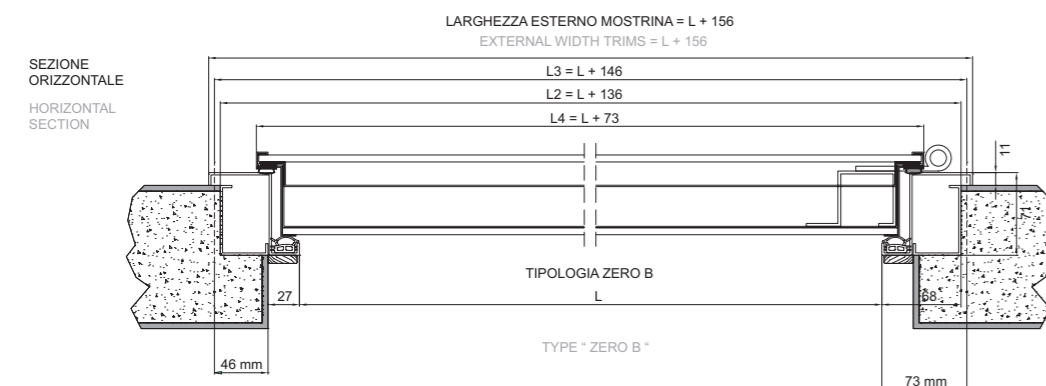 LARGHEZZA ESTERNO MOSTRINA = L + 156
EXTERNAL WIDTH TRIMS = L + 156
SEZIONE
ORIZZONTALE
HORIZONTAL
SECTION
L3 = L + 146
L2 = L + 136
L4 = L + 73
11
71
TIPOLOGIA ZERO B
27
L
68
TYPE “ ZERO B “
46 mm
73 mm